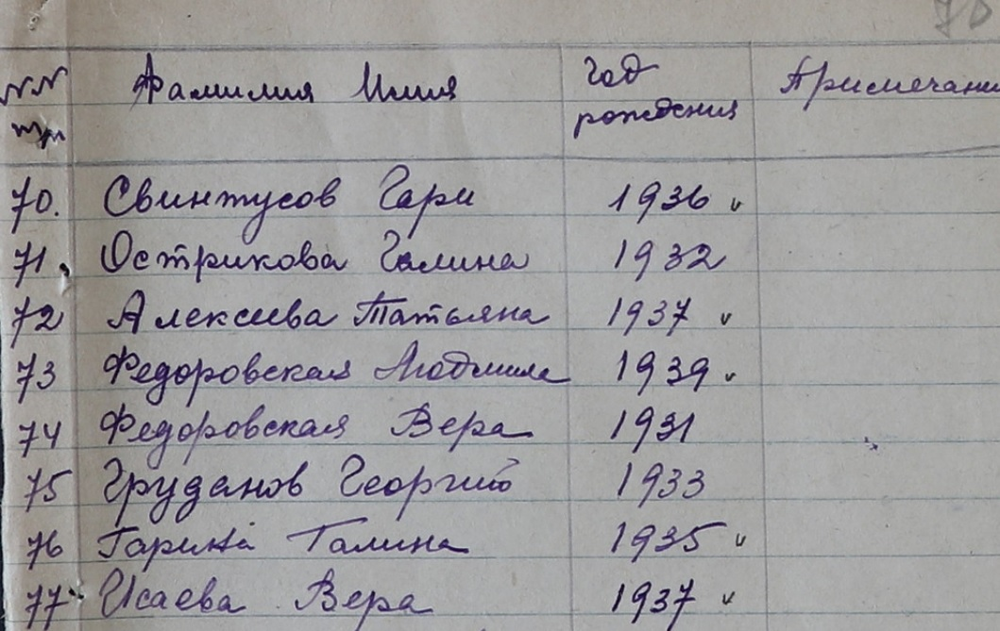 70
NN Фамилия Имя Год рождения Примечани
пп
70. Свинтусов Гари 1936 v
71. Острикова Галина 1932
72 Алексеева Татьяна 1937 v
73 Федоровская Людмила 1939 v
74 Федоровская Вера 1931
75 Груданов Георгий 1933
76 Гарина Галина 1935 v
77 Исаева Вера 1937 v